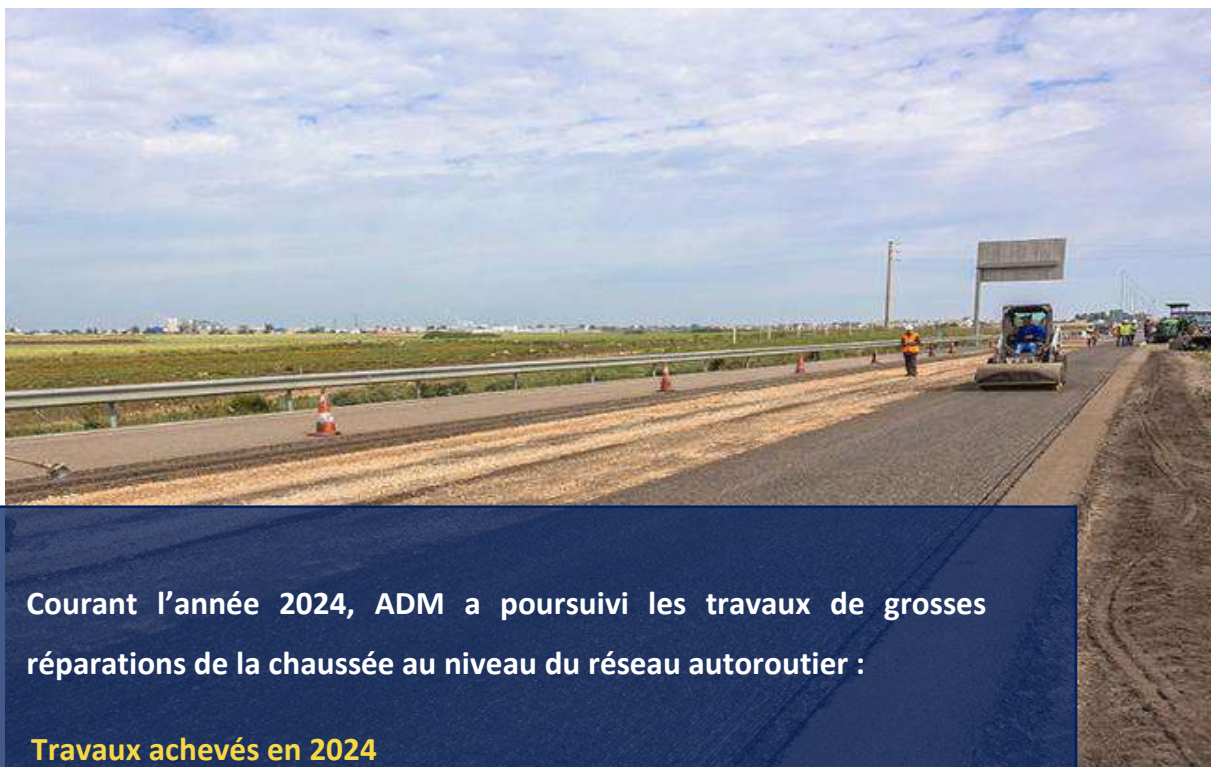 Courant l’année 2024, ADM a poursuivi les travaux de grosses
réparations de la chaussée au niveau du réseau autoroutier :
Travaux achevés en 2024